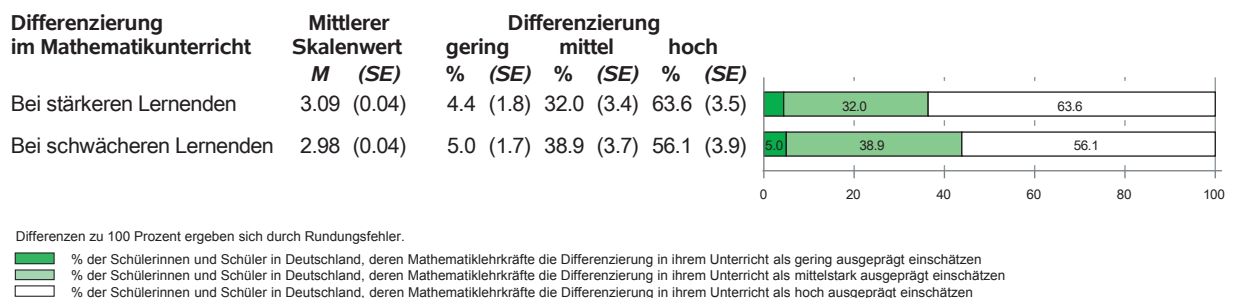 Differenzierung Mittlerer Differenzierung
im Mathematikunterricht Skalenwert gering mittel hoch
M (SE) % (SE) % (SE) % (SE)
Bei stärkeren Lernenden 3.09 (0.04) 4.4 (1.8) 32.0 (3.4) 63.6 (3.5) 32.0 63.6
Bei schwächeren Lernenden 2.98 (0.04) 5.0 (1.7) 38.9 (3.7) 56.1 (3.9) 5.0 38.9 56.1
0 20 40 60 80 100
Differenzen zu 100 Prozent ergeben sich durch Rundungsfehler.
% der Schülerinnen und Schüler in Deutschland, deren Mathematiklehrkräfte die Differenzierung in ihrem Unterricht als gering ausgeprägt einschätzen
% der Schülerinnen und Schüler in Deutschland, deren Mathematiklehrkräfte die Differenzierung in ihrem Unterricht als mittelstark ausgeprägt einschätzen
% der Schülerinnen und Schüler in Deutschland, deren Mathematiklehrkräfte die Differenzierung in ihrem Unterricht als hoch ausgeprägt einschätzen